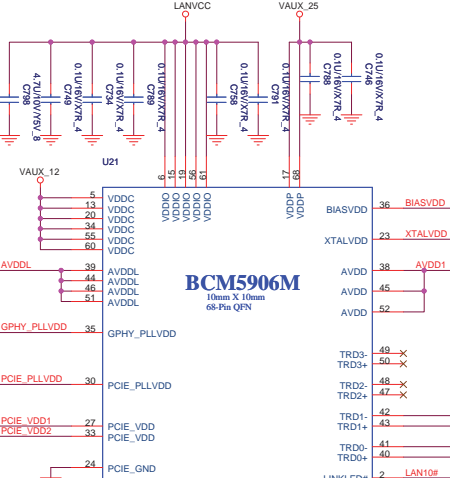 LANVCC
VAUX_25
C798
4.7U/10V/Y5V_8
C749
0.1U/16V/X7R_4
C734
0.1U/16V/X7R_4
C769
0.1U/16V/X7R_4
C758
0.1U/16V/X7R_4
C791
0.1U/16V/X7R_4
C788
0.1U/16V/X7R_4
C746
0.1U/16V/X7R_4
U21
VAUX_12
6 15 19 56 61 17 68
VDDIO VDDIO VDDIO VDDIO VDDIO VDDP VDDP
5 VDDC
13 VDDC
20 VDDC
34 VDDC
55 VDDC
60 VDDC
BIASVDD 36 BIASVDD
XTALVDD 23 XTALVDD
AVDDL 39 AVDDL
44 AVDDL
46 AVDDL
51 AVDDL
AVDD 38 AVDD1
AVDD 45
AVDD 52
BCM5906M
10mm X 10mm
68-Pin QFN
GPHY_PLLVDD 35 GPHY_PLLVDD
TRD3- 49
TRD3+ 50
PCIE_PLLVDD 30 PCIE_PLLVDD
TRD2- 48
TRD2+ 47
PCIE_VDD1 27 PCIE_VDD
PCIE_VDD2 33 PCIE_VDD
TRD1- 42
TRD1+ 43
TRD0- 41
TRD0+ 40
24 PCIE_GND
LINKLED# 2 LAN10#